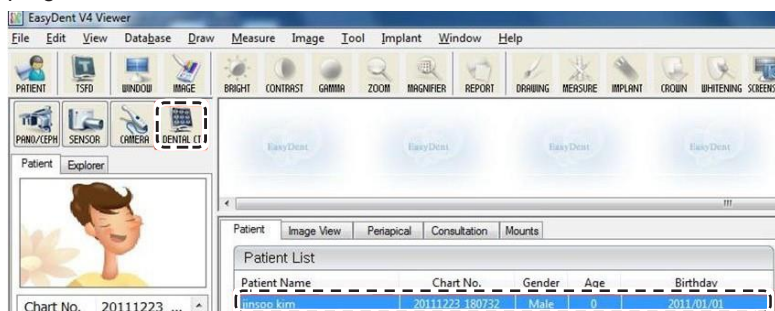 EasyDent V4 Viewer
File Edit View Database Draw Measure Image Tool Implant Window Help
PATIENT TSFD WINDOW IMAGE BRIGHT CONTRAST GAMMA ZOOM MAGNIFIER REPORT DRAWING MEASURE IMPLANT CROWN WHITENING SCREENS
PANO/CEPH SENSOR CAMERA DENTAL CT
EasyDent EasyDent EasyDent EasyDent
Patient Explorer
Patient Image View Periapical Consultation Mounts
Patient List
Patient Name Chart No. Gender Age Birthday
jinsoo kim 20111223 180732 Male 0 2011/01/01
Chart No. 20111223 ...